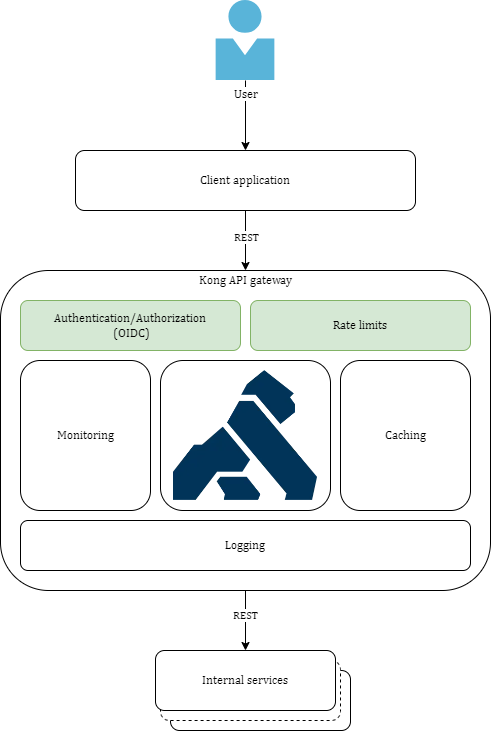 User
Client application
REST
Kong API gateway
Authentication/Authorization
(OIDC)
Rate limits
Monitoring
Caching
Logging
REST
Internal services